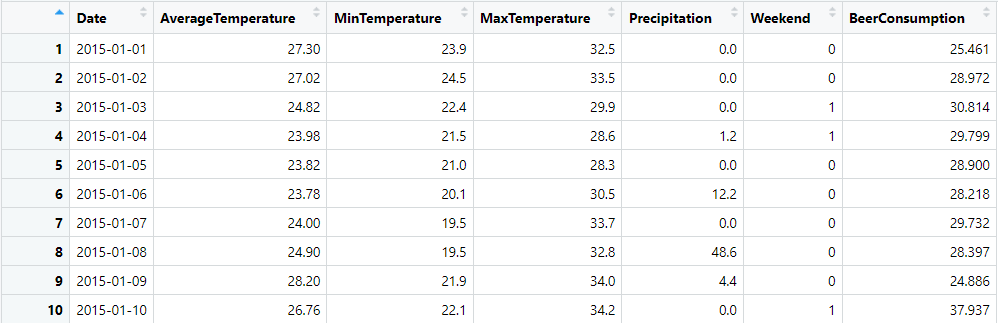 Date AverageTemperature MinTemperature MaxTemperature Precipitation Weekend BeerConsumption
1 2015-01-01 27.30 23.9 32.5 0.0 0 25.461
2 2015-01-02 27.02 24.5 33.5 0.0 0 28.972
3 2015-01-03 24.82 22.4 29.9 0.0 1 30.814
4 2015-01-04 23.98 21.5 28.6 1.2 1 29.799
5 2015-01-05 23.82 21.0 28.3 0.0 0 28.900
6 2015-01-06 23.78 20.1 30.5 12.2 0 28.218
7 2015-01-07 24.00 19.5 33.7 0.0 0 29.732
8 2015-01-08 24.90 19.5 32.8 48.6 0 28.397
9 2015-01-09 28.20 21.9 34.0 4.4 0 24.886
10 2015-01-10 26.76 22.1 34.2 0.0 1 37.937